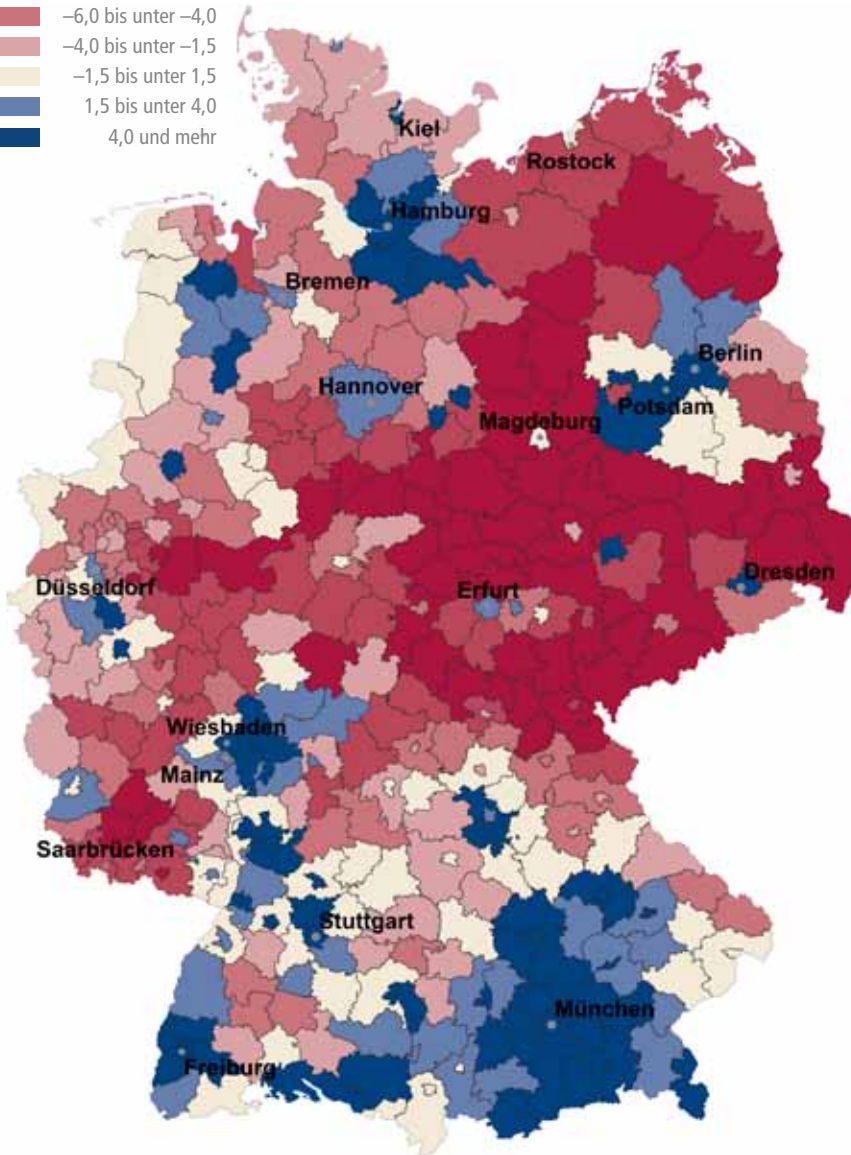 –6,0 bis unter –4,0
–4,0 bis unter –1,5
–1,5 bis unter 1,5
1,5 bis unter 4,0
4,0 und mehr
Kiel
Rostock
Hamburg
Bremen
Berlin
Hannover
Potsdam
Magdeburg
Dresden
Düsseldorf
Erfurt
Wiesbaden
Mainz
Saarbrücken
Stuttgart
München
Freiburg